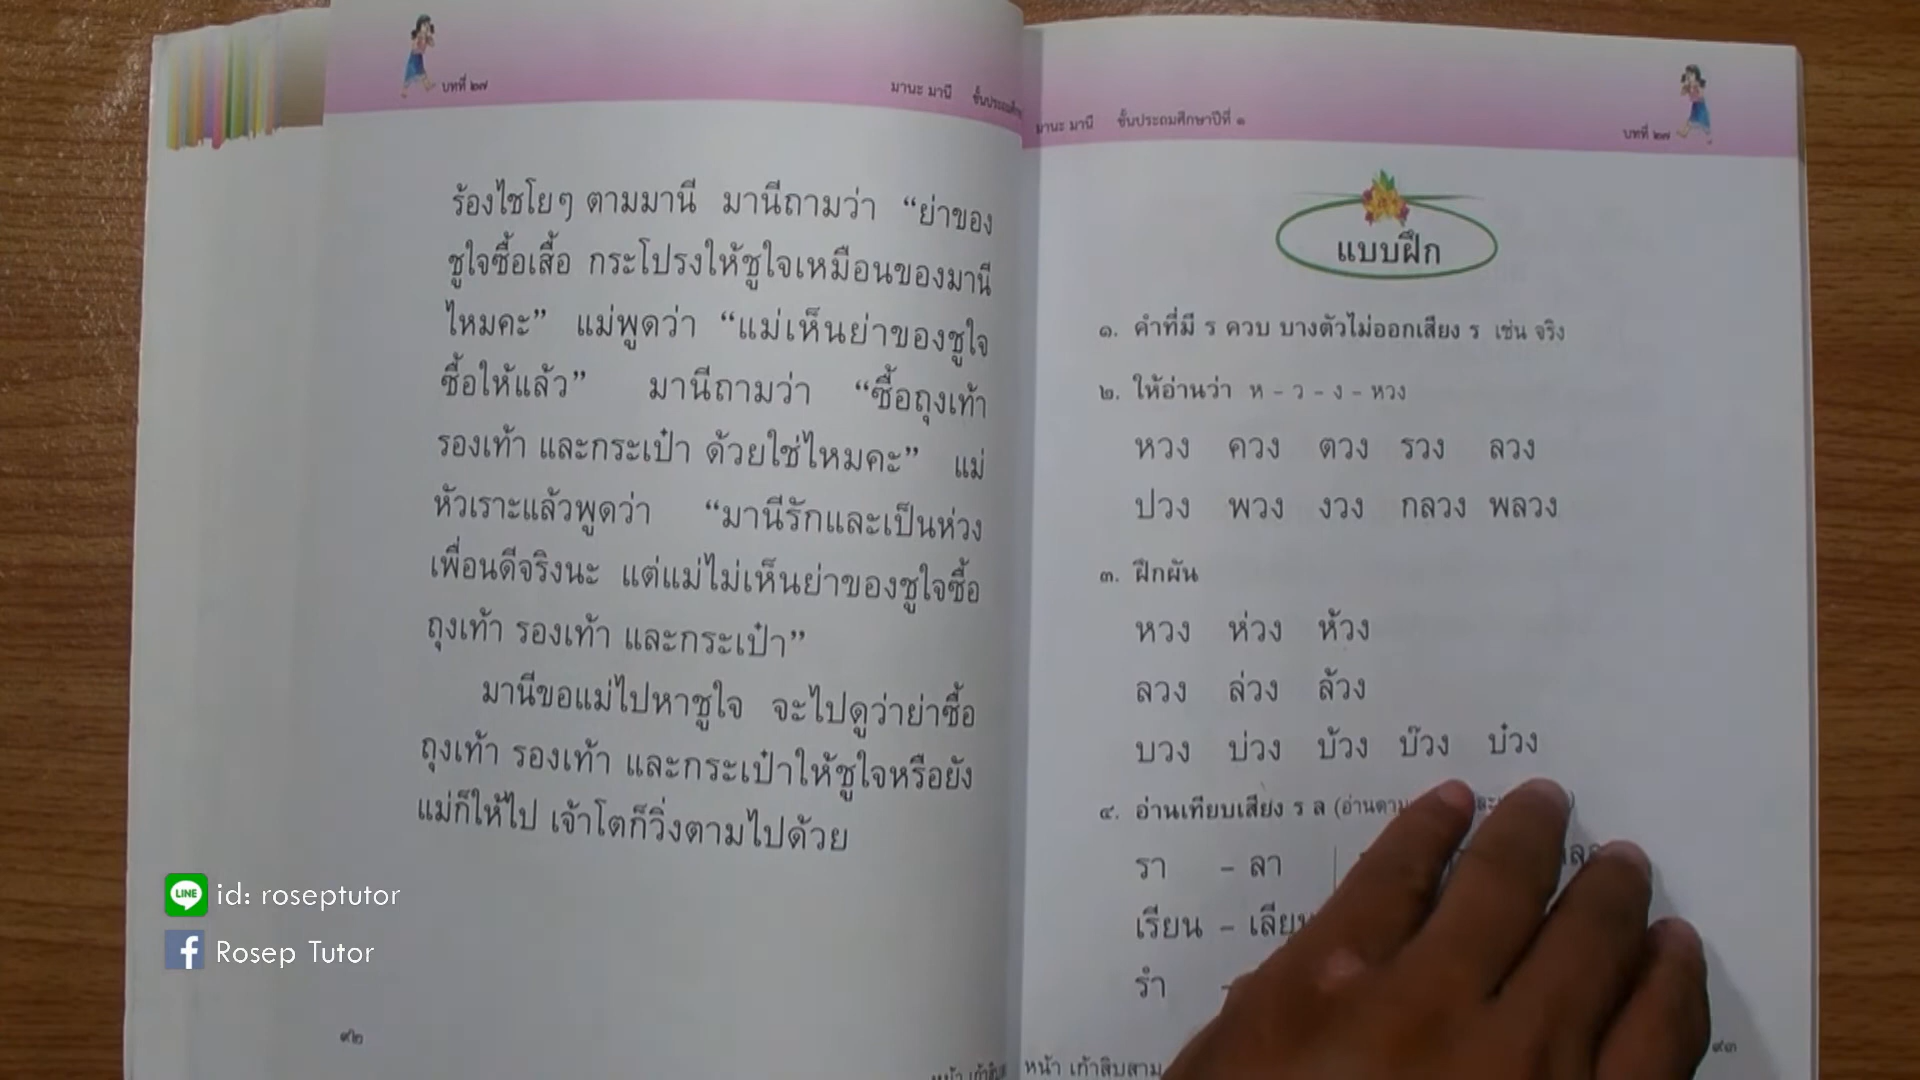 บทที่ ๒๗
มานะ มานี
ร้องไชโยๆ ตามมานี มานีถามว่า “ย่าของ
ชูใจซื้อเสื้อ กระโปรงให้ชูใจเหมือนของมานี
ไหมคะ” แม่พูดว่า “แม่เห็นย่าของชูใจ
ซื้อให้แล้ว” มานีถามว่า “ซื้อถุงเท้า
รองเท้า และกระเป๋า ด้วยใช่ไหมคะ” แม่
หัวเราะแล้วพูดว่า “มานีรักและเป็นห่วง
เพื่อนดีจริงนะ แต่แม่ไม่เห็นย่าของชูใจซื้อ
ถุงเท้า รองเท้า และกระเป๋า”
มานีขอแม่ไปหาชูใจ จะไปดูว่าย่าซื้อ
ถุงเท้า รองเท้า และกระเป๋าให้ชูใจหรือยัง
แม่ก็ให้ไป เจ้าโตก็วิ่งตามไปด้วย
LINE id: roseptutor
f Rosep Tutor
๙๒
มานะ มานี ชั้นประถมศึกษาปีที่ ๑
บทที่ ๒๗
แบบฝึก
๑. คำที่มี ร ควบ บางตัวไม่ออกเสียง ร เช่น จริง
๒. ให้อ่านว่า ห - ว - ง - หวง
หวง ควง ตวง รวง ลวง
ปวง พวง งวง กลวง พลวง
๓. ฝึกผัน
หวง ห่วง ห้วง
ลวง ล่วง ล้วง
บวง บ่วง บ้วง บ๊วง บ๋วง
๔. อ่านเทียบเสียง ร ล
รา - ลา
เรียน -
รำ -
๙๓
หน้า เก้าสิบสาม